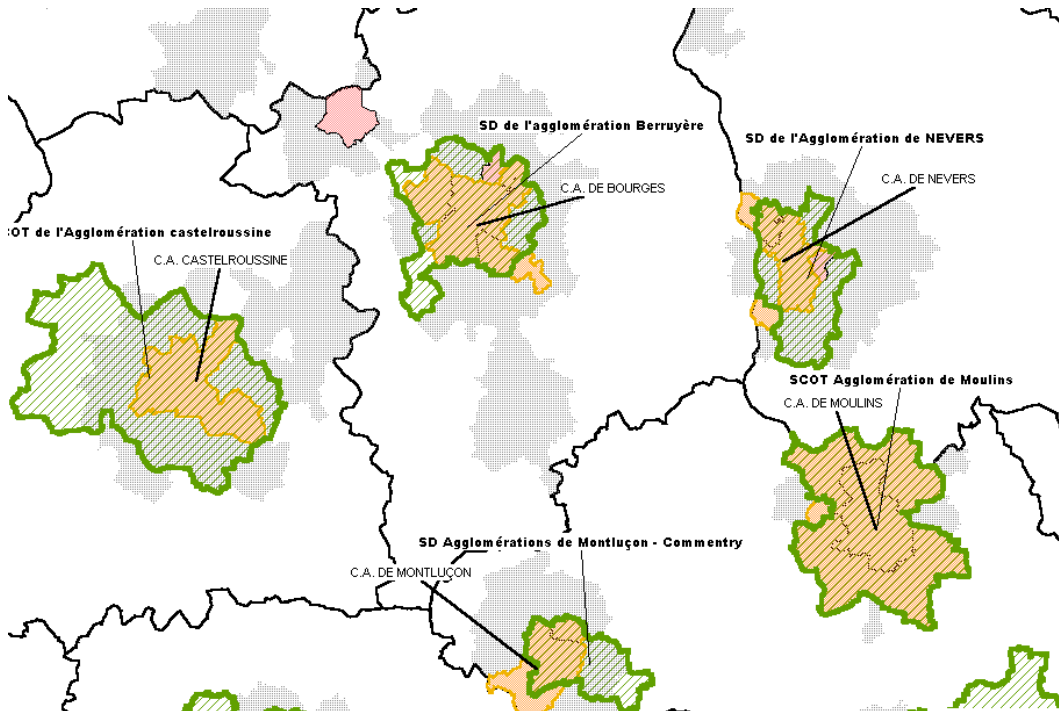 SD de l'agglomération Berruyère
SD de l'Agglomération de NEVERS
C.A. DE NEVERS
C.A. DE BOURGES
COT de l'Agglomération castelroussine
C.A. CASTELROUSSINE
SCOT Agglomération de Moulins
C.A. DE MOULINS
SD Agglomérations de Montluçon - Commentry
C.A. DE MONTLUÇON